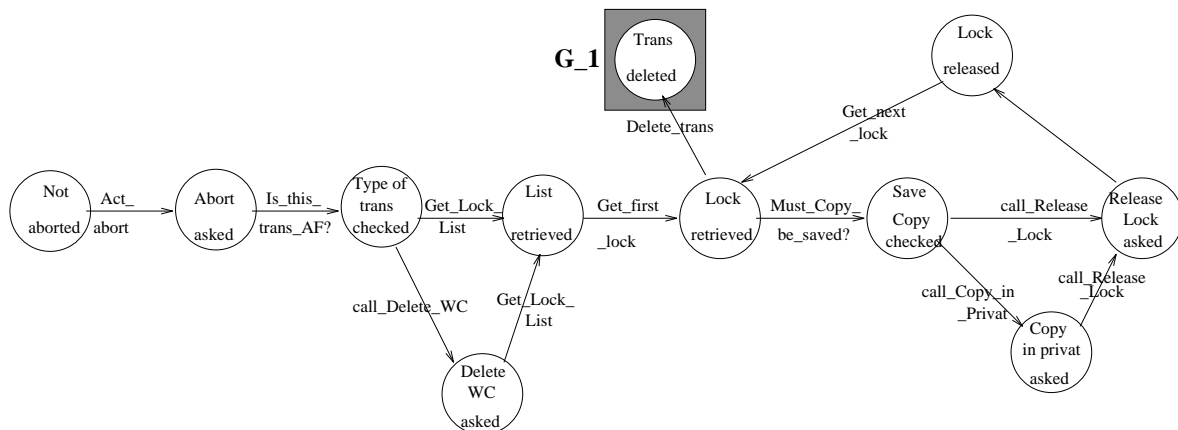 G_1
Trans
deleted
Lock
released
Delete_trans
Get_next
_lock
Not
aborted
Act_
abort
Abort
asked
Is_this_
trans_AF?
Type of
trans
checked
Get_Lock_
List
List
retrieved
Get_first
_lock
Lock
retrieved
Must_Copy_
be_saved?
Save
Copy
checked
call_Release
_Lock
Release
Lock
asked
call_Delete_WC
Get_Lock_
List
Delete
WC
asked
call_Copy_in
_Privat
call_Release
_Lock
Copy
in privat
asked